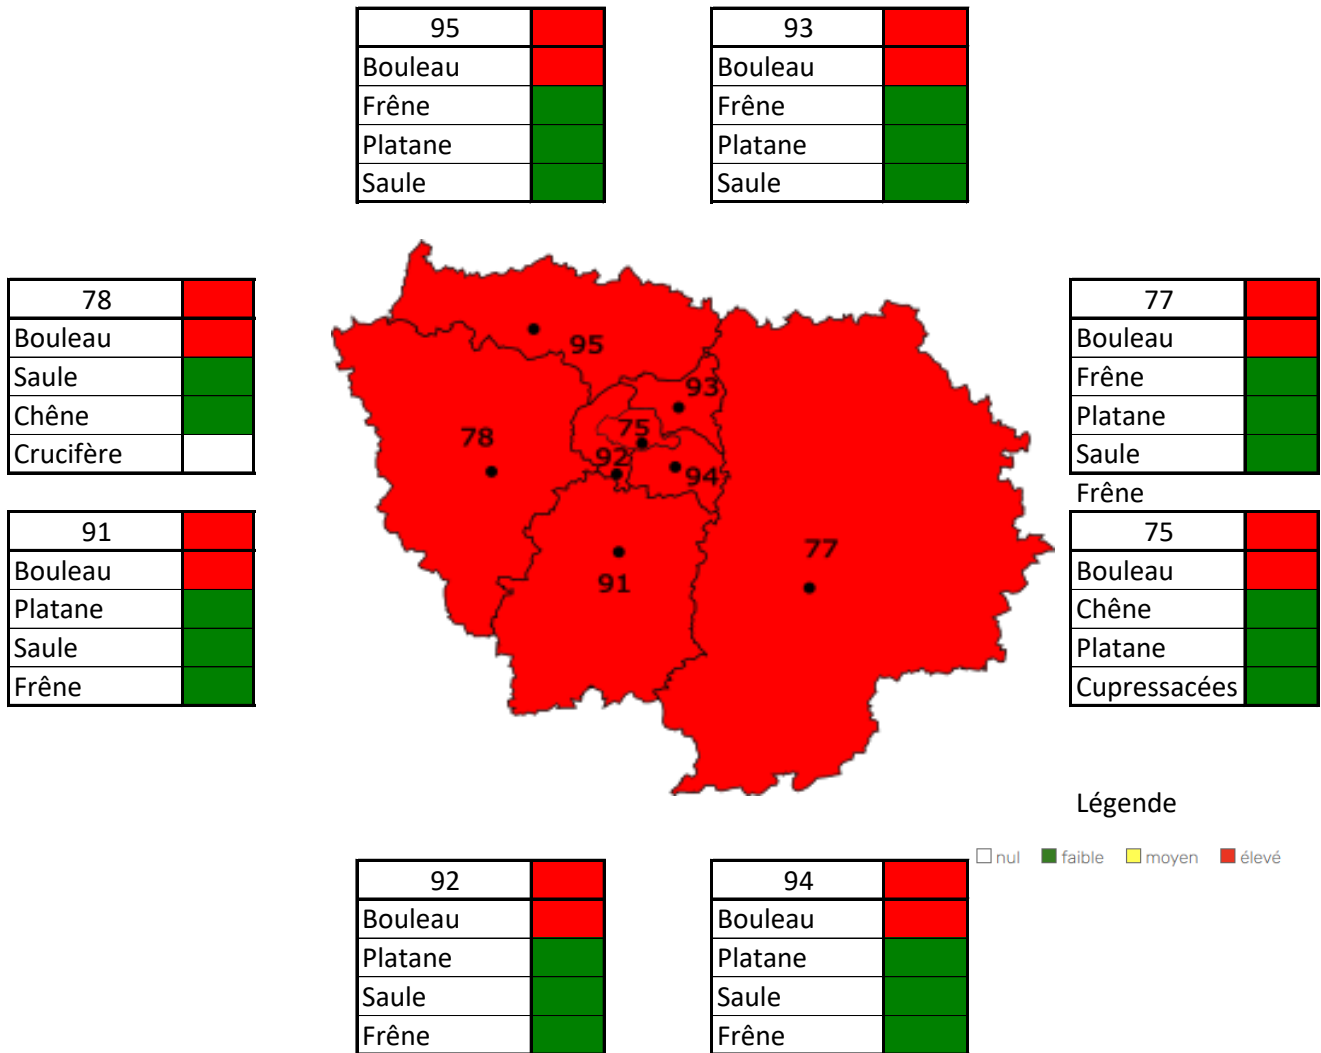 95
Bouleau
Frêne
Platane
Saule
93
Bouleau
Frêne
Platane
Saule
78
Bouleau
Saule
Chêne
Crucifère
91
Bouleau
Platane
Saule
Frêne
95
93
75
78
92
94
77
91
77
Bouleau
Frêne
Platane
Saule
Frêne
75
Bouleau
Chêne
Platane
Cupressacées
Légende
nul faible moyen élevé
92
Bouleau
Platane
Saule
Frêne
94
Bouleau
Platane
Saule
Frêne